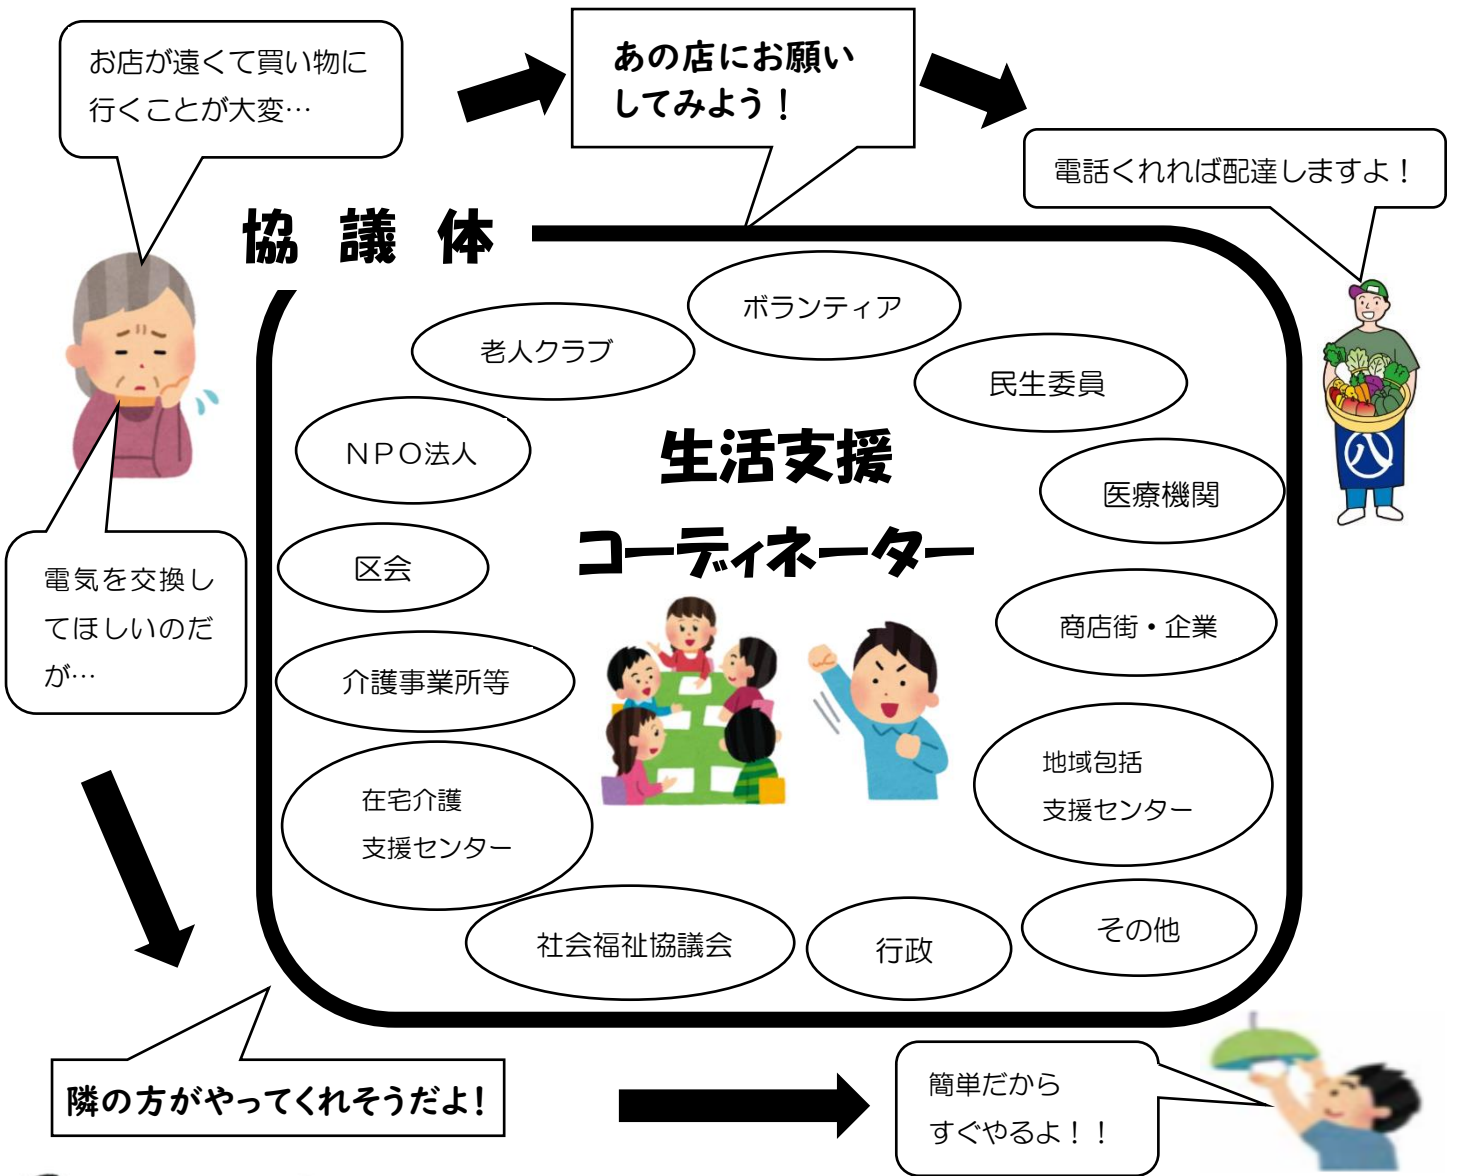 お店が遠くて買い物に
行くことが大変…
あの店にお願い
してみよう！
電話くれれば配達しますよ！
協議体
ボランティア
老人クラブ
民生委員
ＮＰＯ法人
生活支援
コーディネーター
医療機関
区会
電気を交換し
てほしいのだ
が…
商店街・企業
介護事業所等
地域包括
支援センター
在宅介護
支援センター
社会福祉協議会
行政
その他
隣の方がやってくれそうだよ！
簡単だから
すぐやるよ！！
八